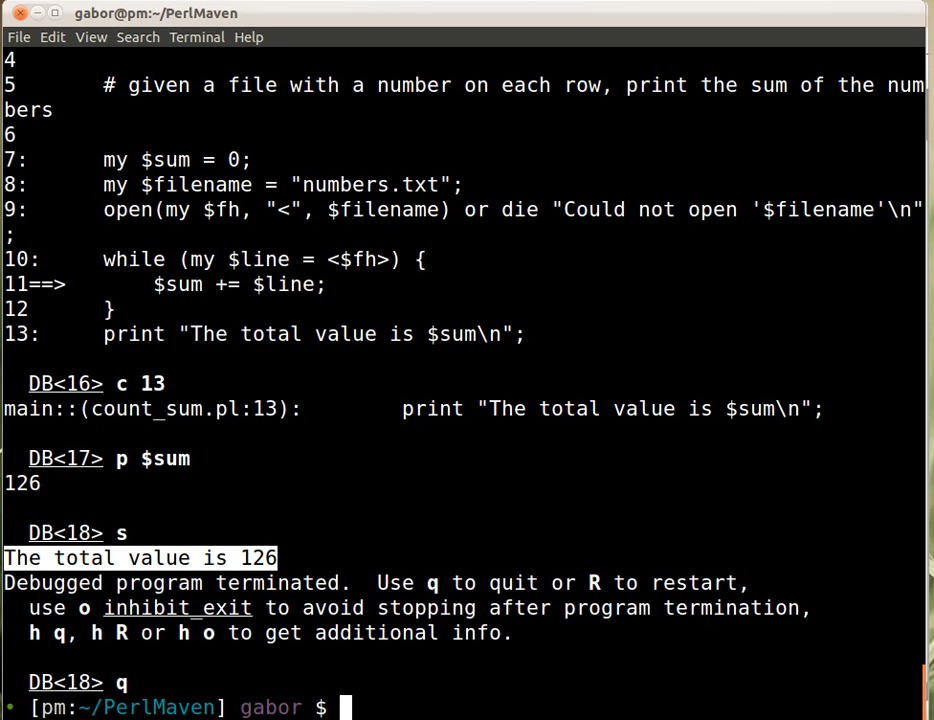 gabor@pm:~/PerlMaven
File Edit View Search Terminal Help
4
5       # given a file with a number on each row, print the sum of the num
bers
6
7:      my $sum = 0;
8:      my $filename = "numbers.txt";
9:      open(my $fh, "<", $filename) or die "Could not open '$filename'\n"
;
10:     while (my $line = <$fh>) {
11==>       $sum += $line;
12      }
13:     print "The total value is $sum\n";
DB<16> c 13
main::(count_sum.pl:13):        print "The total value is $sum\n";
DB<17> p $sum
126
DB<18> s
The total value is 126
Debugged program terminated.  Use q to quit or R to restart,
use o inhibit_exit to avoid stopping after program termination,
h q, h R or h o to get additional info.
DB<18> q
• [pm:~/PerlMaven] gabor $